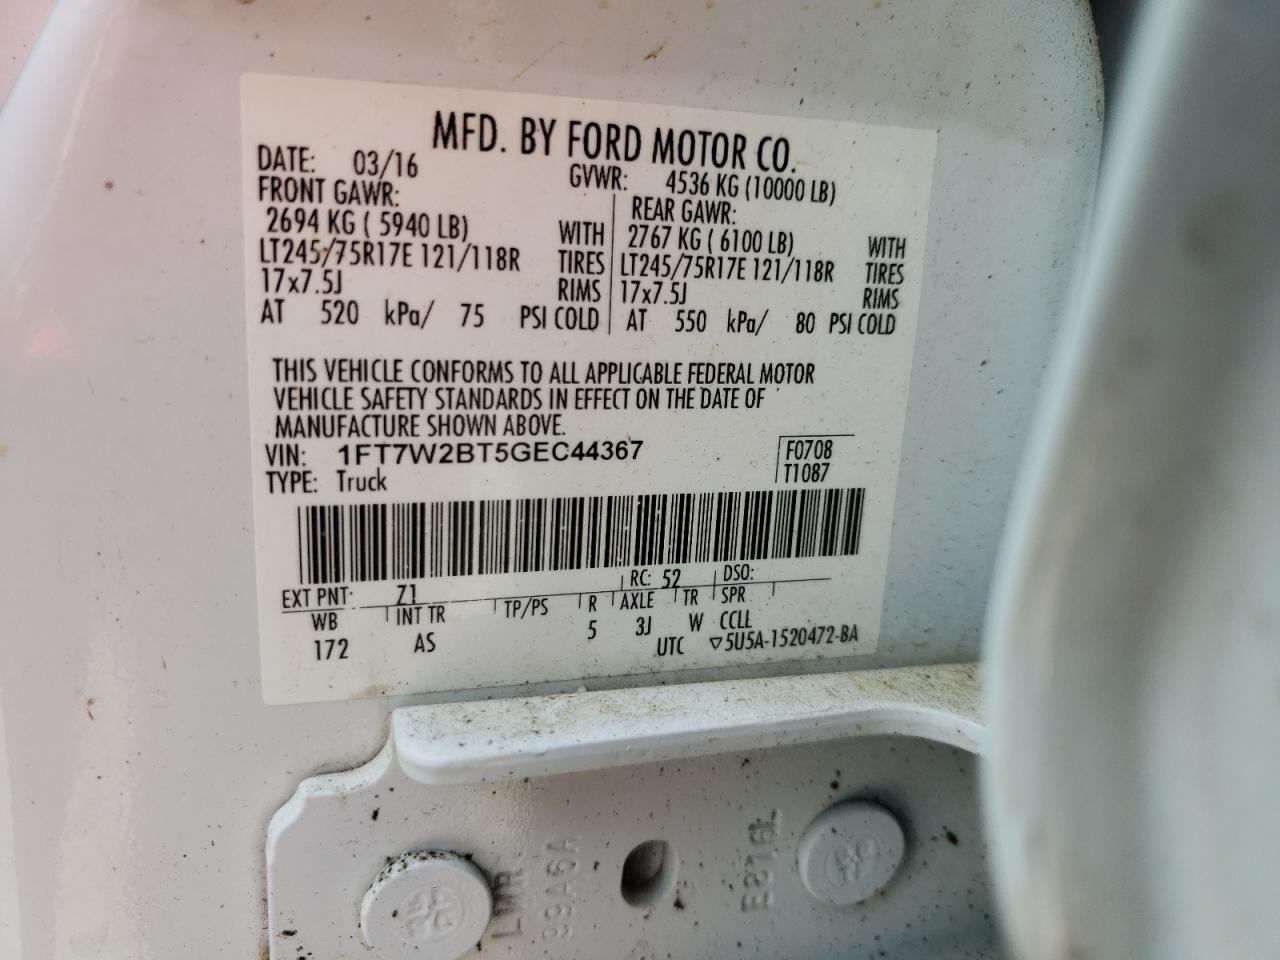 MFD. BY FORD MOTOR CO.
DATE: 03/16 GVWR: 4536 KG (10000 LB)
FRONT GAWR: REAR GAWR:
2694 KG ( 5940 LB) WITH 2767 KG ( 6100 LB) WITH
LT245/75R17E 121/118R TIRES LT245/75R17E 121/118R TIRES
17x7.5J RIMS 17x7.5J RIMS
AT 520 kPa/ 75 PSI COLD AT 550 kPa/ 80 PSI COLD
THIS VEHICLE CONFORMS TO ALL APPLICABLE FEDERAL MOTOR
VEHICLE SAFETY STANDARDS IN EFFECT ON THE DATE OF
MANUFACTURE SHOWN ABOVE.
VIN: 1FT7W2BT5GEC44367 F0708
TYPE: Truck T1087
EXT PNT: Z1 RC: 52 DSO:
WB INT TR TP/PS R AXLE TR SPR
172 AS 5 3J W CCLL
UTC ▽5U5A-1520472-BA